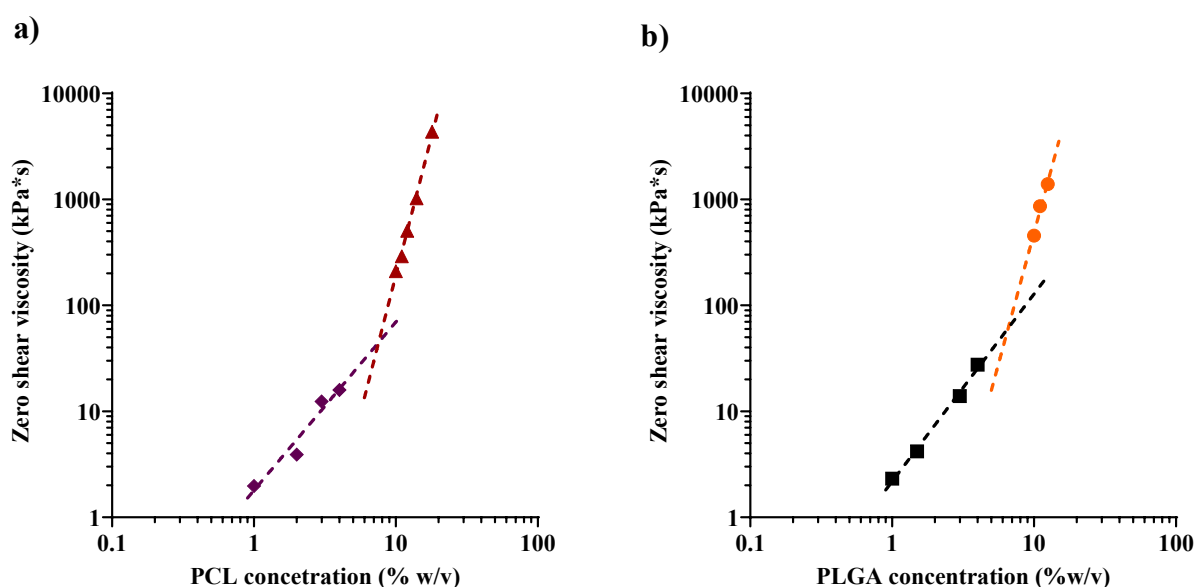 a)
10000
1000
100
10
1
Zero shear viscosity (kPa*s)
0.1 1 10 100
PCL concetration (% w/v)
b)
10000
1000
100
10
1
Zero shear viscosity (kPa*s)
0.1 1 10 100
PLGA concentration (%w/v)